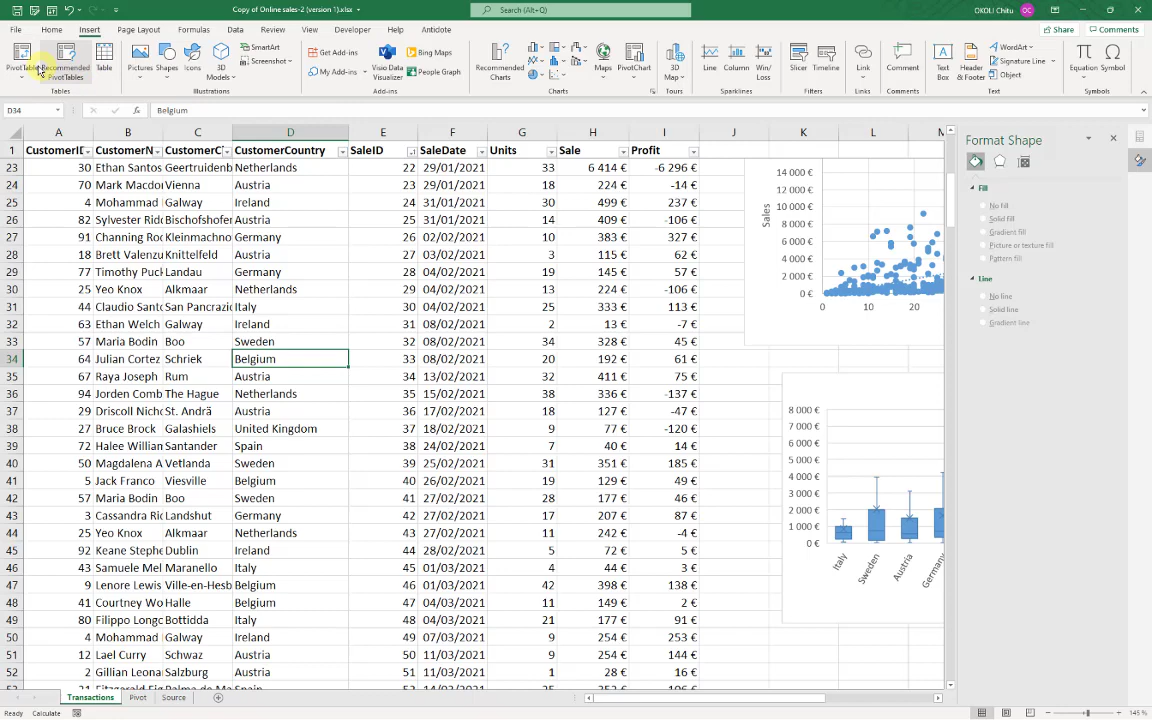 Copy of Online sales-2 (version 1).xlsx
Search (Alt+Q)
OKOLI Chitu
OC
File Home Insert Page Layout Formulas Data Review View Developer Help Antidote
Share
Comments
PivotTable
Recommended PivotTables
Table
Pictures
Shapes
Icons
3D Models
SmartArt
Screenshot
Get Add-ins
My Add-ins
Visio Data Visualizer
Bing Maps
People Graph
Recommended Charts
Maps
PivotChart
3D Map
Line
Column
Win/ Loss
Slicer
Timeline
Comment
Text Box
Header & Footer
WordArt
Signature Line
Object
Equation
Symbol
Tables Illustrations Add-ins Charts Tours Sparklines Filters Comments Text Symbols
D34
fx
Belgium
A B C D E F G H I J K L M
1 CustomerID CustomerN CustomerC CustomerCountry SaleID SaleDate Units Sale Profit
23 30 Ethan Santos Geertruidenb Netherlands 22 29/01/2021 33 6 414 € -6 296 €
24 70 Mark Macdo Vienna Austria 23 29/01/2021 18 224 € -14 €
25 4 Mohammad Galway Ireland 24 31/01/2021 30 499 € 237 €
26 82 Sylvester Rid Bischofshofer Austria 25 31/01/2021 14 409 € -106 €
27 91 Channing Ro Kleinmachno Germany 26 02/02/2021 10 383 € 327 €
28 18 Brett Valenzu Knittelfeld Austria 27 03/02/2021 3 115 € 62 €
29 77 Timothy Puck Landau Germany 28 04/02/2021 19 145 € 57 €
30 25 Yeo Knox Alkmaar Netherlands 29 04/02/2021 13 224 € -106 €
31 44 Claudio Santo San Pancrazio Italy 30 04/02/2021 25 333 € 113 €
32 63 Ethan Welch Galway Ireland 31 08/02/2021 2 13 € -7 €
33 57 Maria Bodin Boo Sweden 32 08/02/2021 34 328 € 45 €
34 64 Julian Cortez Schriek Belgium 33 08/02/2021 20 192 € 61 €
35 67 Raya Joseph Rum Austria 34 13/02/2021 32 411 € 75 €
36 94 Jorden Comb The Hague Netherlands 35 15/02/2021 38 336 € -137 €
37 29 Driscoll Nicho St. Andrä Austria 36 17/02/2021 18 127 € -47 €
38 27 Bruce Brock Galashiels United Kingdom 37 18/02/2021 9 77 € -120 €
39 74 Halee Willian Santander Spain 38 24/02/2021 7 40 € 14 €
40 50 Magdalena A Vetlanda Sweden 39 25/02/2021 31 351 € 185 €
41 5 Jack Franco Viesville Belgium 40 26/02/2021 8 129 € 49 €
42 57 Maria Bodin Boo Sweden 41 27/02/2021 28 177 € 46 €
43 3 Cassandra Ric Landshut Germany 42 27/02/2021 17 207 € 87 €
44 25 Yeo Knox Alkmaar Netherlands 43 27/02/2021 11 242 € -4 €
45 92 Keane Stephe Dublin Ireland 44 28/02/2021 5 72 € 5 €
46 43 Samuele Mel Maranello Italy 45 01/03/2021 4 44 € 3 €
47 9 Lenore Lewis Ville-en-Hesb Belgium 46 01/03/2021 42 398 € 138 €
48 41 Courtney Wo Halle Belgium 47 04/03/2021 11 149 € 2 €
49 80 Filippo Longo Bottidda Italy 48 04/03/2021 21 177 € 91 €
50 4 Mohammad Galway Ireland 49 07/03/2021 9 254 € 253 €
51 12 Lael Curry Schwaz Austria 50 11/03/2021 9 254 € 144 €
52 2 Gillian Leona Salzburg Austria 51 11/03/2021 1 28 € 16 €
14 000 €
12 000 €
10 000 €
8 000 €
6 000 €
4 000 €
2 000 €
0 €
Sales
0 10 20
8 000 €
7 000 €
6 000 €
5 000 €
4 000 €
3 000 €
2 000 €
1 000 €
0 €
Italy
Sweden
Austria
Germany
Format Shape
Fill
No fill
Solid fill
Gradient fill
Picture or texture fill
Pattern fill
Line
No line
Solid line
Gradient line
Transactions Pivot Source
Ready Calculate
145 %